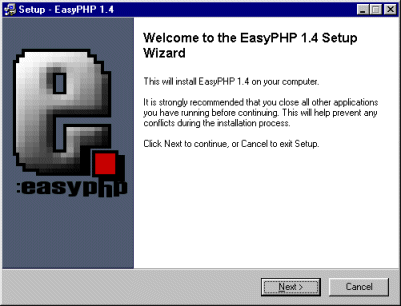 Setup - EasyPHP 1.4
Welcome to the EasyPHP 1.4 Setup
Wizard
This will install EasyPHP 1.4 on your computer.
It is strongly recommended that you close all other applications
you have running before continuing. This will help prevent any
conflicts during the installation process.
Click Next to continue, or Cancel to exit Setup.
e
:easyphp
Next >
Cancel